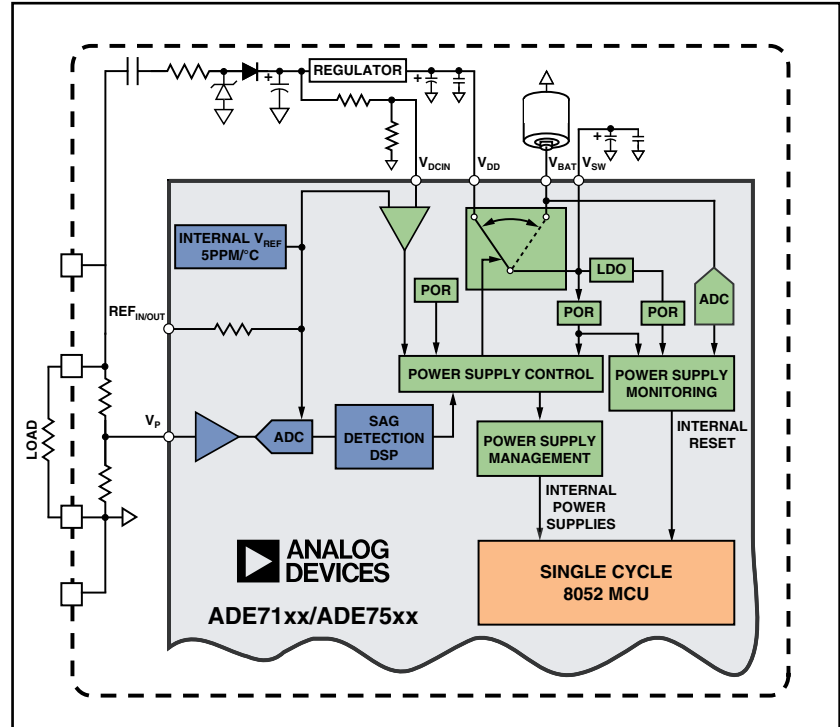 REGULATOR
+
+
+
VDCIN
VDD
VBAT
VSW
INTERNAL VREF
5PPM/°C
REFIN/OUT
POR
LDO
POR
POR
ADC
POWER SUPPLY CONTROL
POWER SUPPLY
MONITORING
LOAD
VP
ADC
SAG
DETECTION
DSP
POWER SUPPLY
MANAGEMENT
INTERNAL
RESET
INTERNAL
POWER
SUPPLIES
ANALOG
DEVICES
SINGLE CYCLE
8052 MCU
ADE71xx/ADE75xx